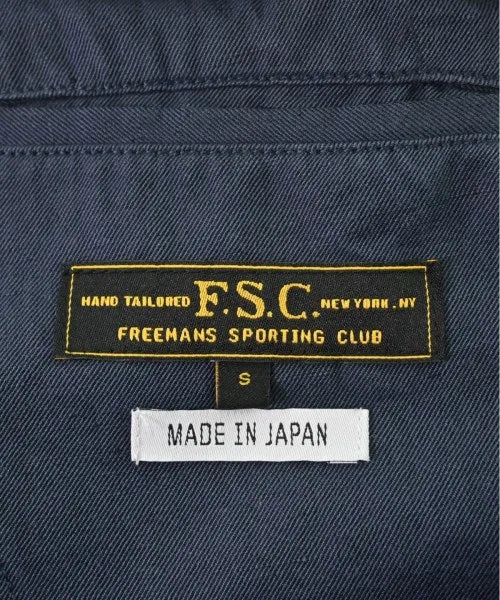 HAND TAILORED F.S.C. NEW YORK. NY
FREEMANS SPORTING CLUB
S
MADE IN JAPAN